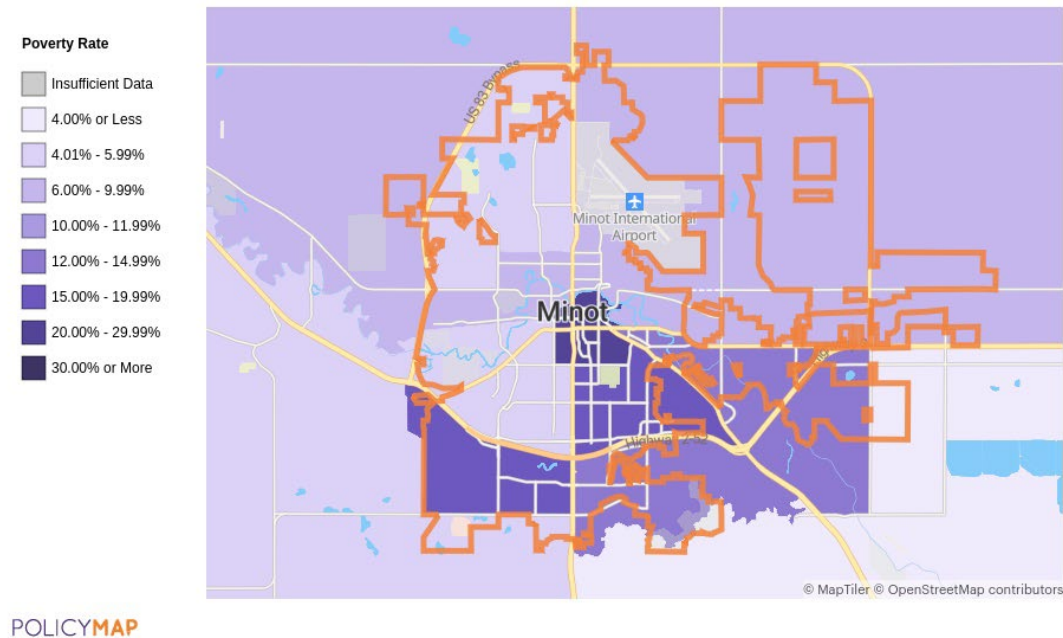 Poverty Rate
Insufficient Data
4.00% or Less
4.01% - 5.99%
6.00% - 9.99%
10.00% - 11.99%
12.00% - 14.99%
15.00% - 19.99%
20.00% - 29.99%
30.00% or More
US 83 Bypass
Minot International
Airport
Minot
Highway 2-52
© MapTiler © OpenStreetMap contributors
POLICYMAP